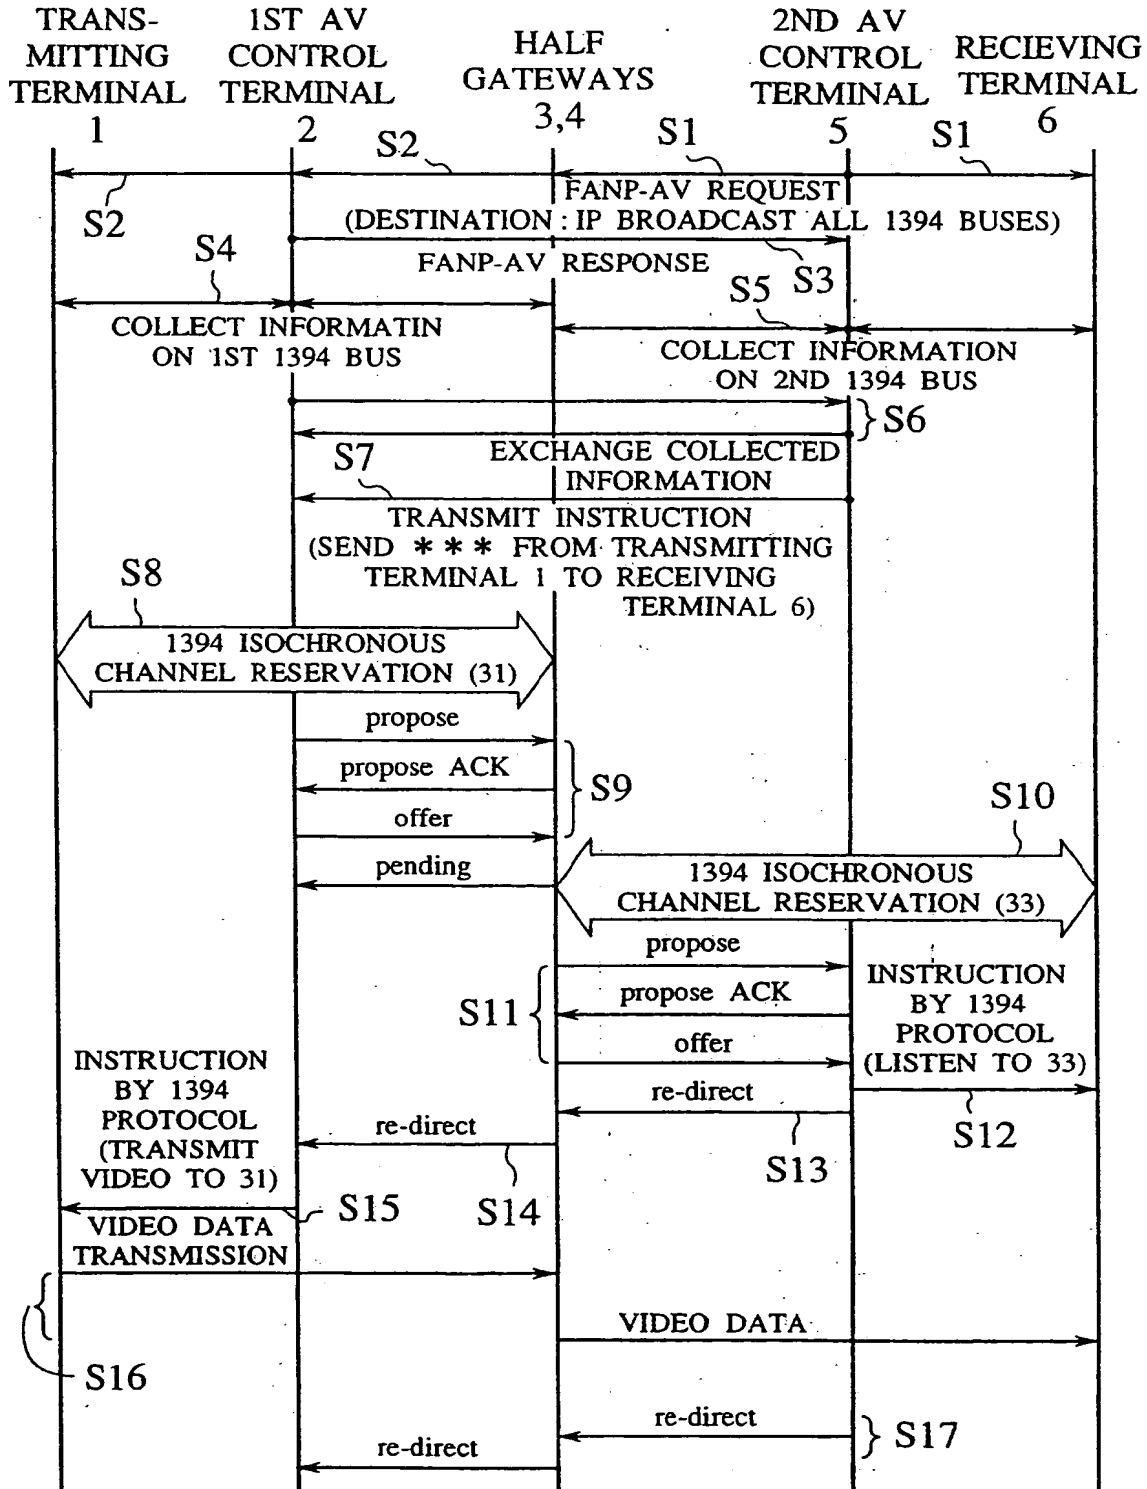 TRANS-
MITTING
TERMINAL
1
1ST AV
CONTROL
TERMINAL
2
HALF
GATEWAYS
3,4
2ND AV
CONTROL
TERMINAL
5
RECIEVING
TERMINAL
6
S2
S1
S1
S2
FANP-AV REQUEST
(DESTINATION : IP BROADCAST ALL 1394 BUSES)
S3
S4
FANP-AV RESPONSE
S5
COLLECT INFORMATIN
ON 1ST 1394 BUS
COLLECT INFORMATION
ON 2ND 1394 BUS
S6
EXCHANGE COLLECTED
INFORMATION
S7
TRANSMIT INSTRUCTION
(SEND *** FROM TRANSMITTING
TERMINAL 1 TO RECEIVING
TERMINAL 6)
S8
1394 ISOCHRONOUS
CHANNEL RESERVATION (31)
propose
propose ACK
S9
offer
S10
pending
1394 ISOCHRONOUS
CHANNEL RESERVATION (33)
propose
propose ACK
S11
offer
INSTRUCTION
BY 1394
PROTOCOL
(LISTEN TO 33)
S12
re-direct
S13
re-direct
S14
INSTRUCTION
BY 1394
PROTOCOL
(TRANSMIT
VIDEO TO 31)
S15
VIDEO DATA
TRANSMISSION
VIDEO DATA
S16
re-direct
S17
re-direct